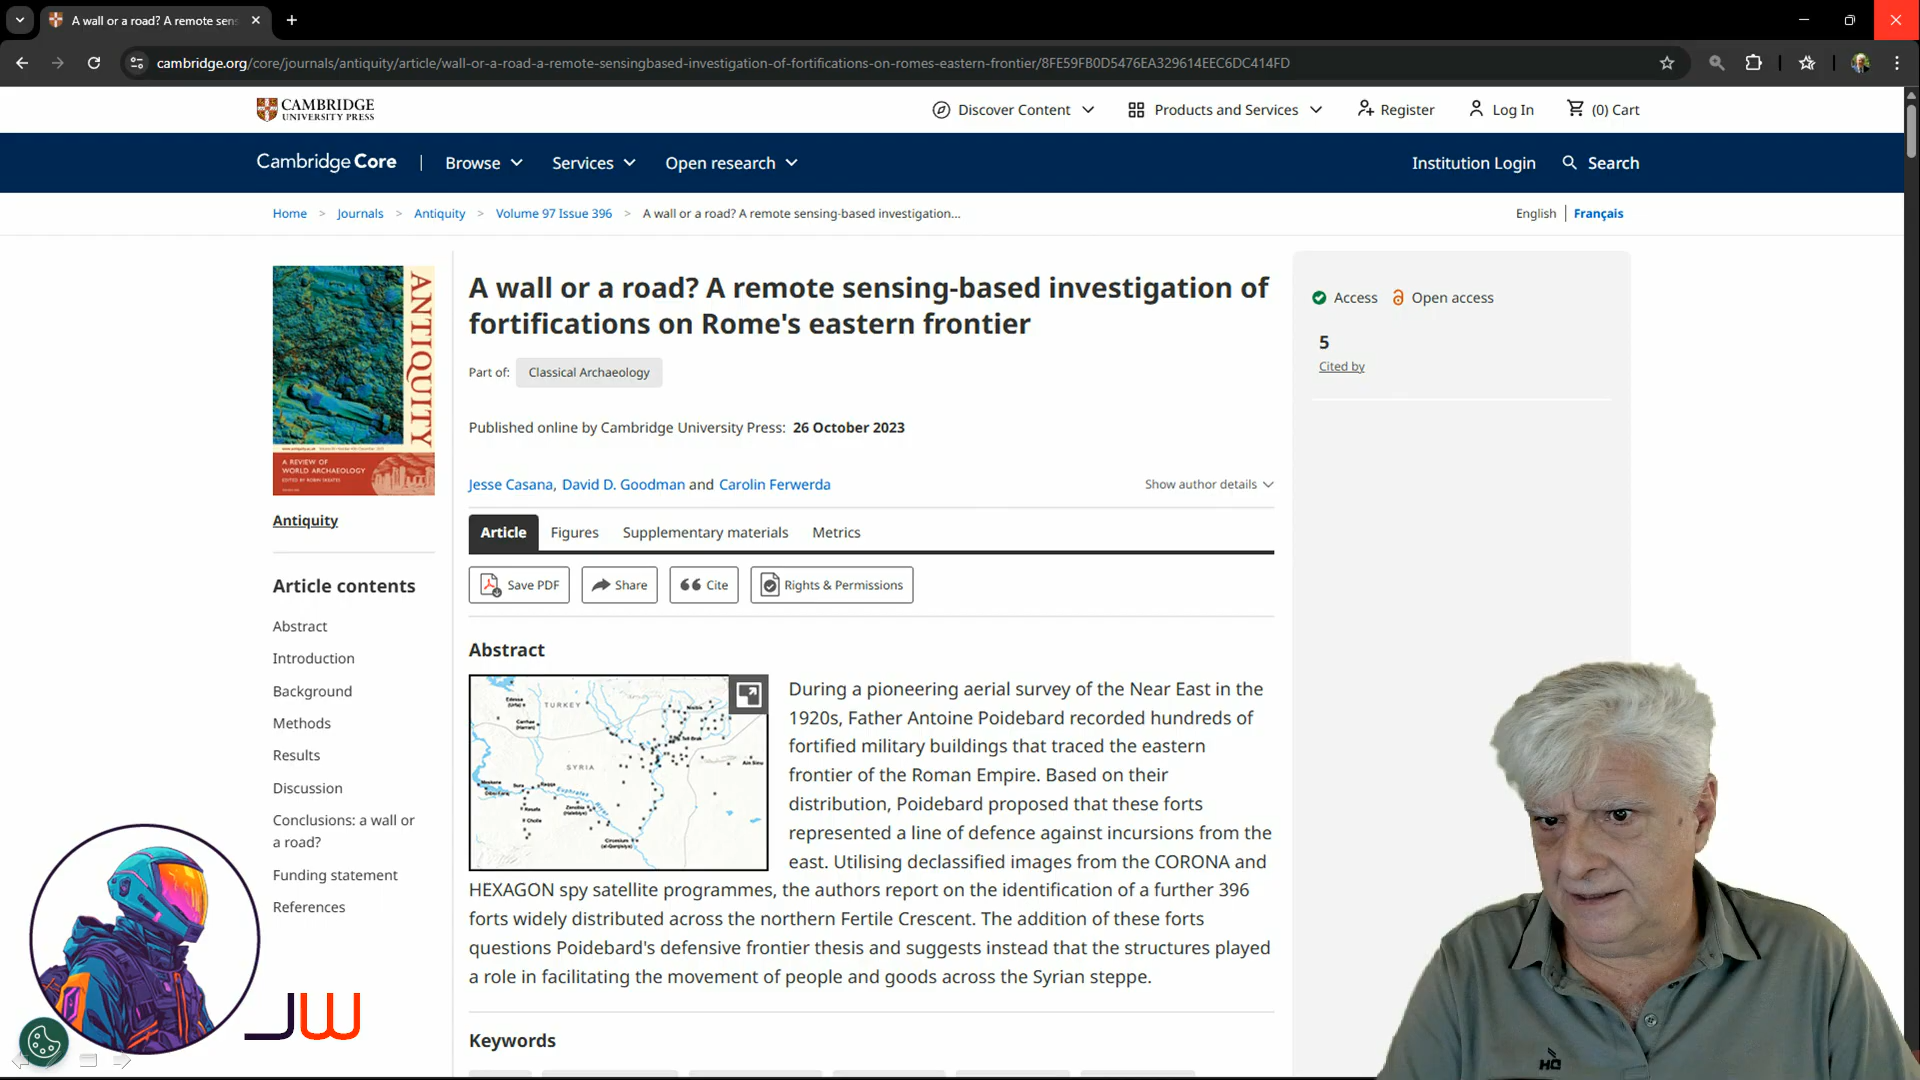 A wall or a road? A remote sens
cambridge.org/core/journals/antiquity/article/wall-or-a-road-a-remote-sensingbased-investigation-of-fortifications-on-romes-eastern-frontier/8FE59FB0D5476EA329614EEC6DC414FD
CAMBRIDGE
UNIVERSITY PRESS
Discover Content
Products and Services
Register
Log In
(0) Cart
Cambridge Core
Browse
Services
Open research
Institution Login
Search
Home > Journals > Antiquity > Volume 97 Issue 396 > A wall or a road? A remote sensing-based investigation...
English | Français
ANTIQUITY
A REVIEW OF
WORLD ARCHAEOLOGY
Antiquity
Article contents
Abstract
Introduction
Background
Methods
Results
Discussion
Conclusions: a wall or
a road?
Funding statement
References
A wall or a road? A remote sensing-based investigation of
fortifications on Rome's eastern frontier
Part of: Classical Archaeology
Published online by Cambridge University Press: 26 October 2023
Jesse Casana, David D. Goodman and Carolin Ferwerda
Show author details
Article
Figures
Supplementary materials
Metrics
Save PDF
Share
Cite
Rights & Permissions
Abstract
TURKEY
SYRIA
Euphrates
During a pioneering aerial survey of the Near East in the
1920s, Father Antoine Poidebard recorded hundreds of
fortified military buildings that traced the eastern
frontier of the Roman Empire. Based on their
distribution, Poidebard proposed that these forts
represented a line of defence against incursions from the
east. Utilising declassified images from the CORONA and
HEXAGON spy satellite programmes, the authors report on the identification of a further 396
forts widely distributed across the northern Fertile Crescent. The addition of these forts
questions Poidebard's defensive frontier thesis and suggests instead that the structures played
a role in facilitating the movement of people and goods across the Syrian steppe.
Keywords
Access
Open access
5
Cited by
JW
HQ